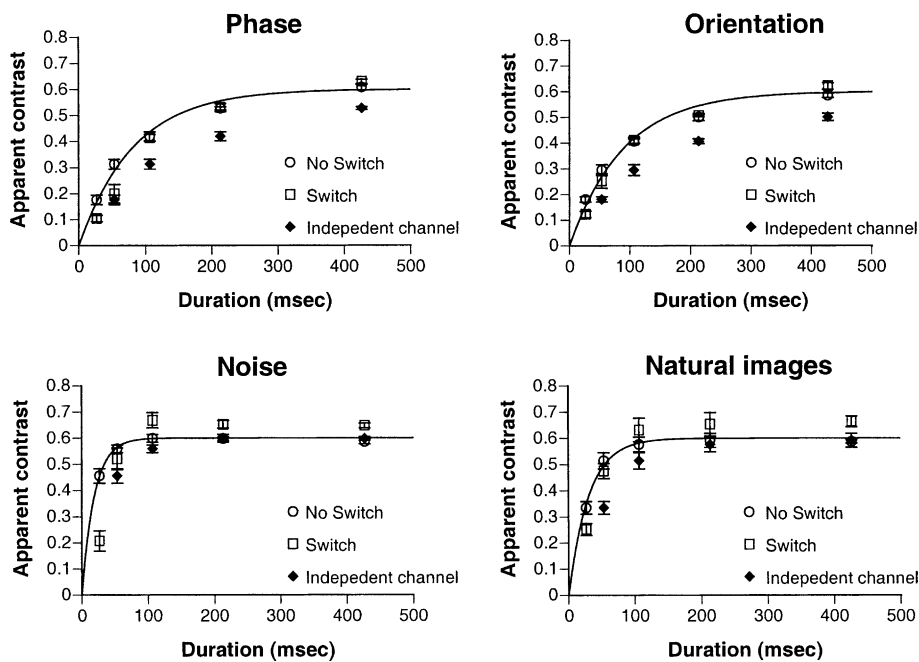 Phase
Apparent contrast
0.8
0.7
0.6
0.5
0.4
0.3
0.2
0.1
0
No Switch
Switch
Indepedent channel
0 100 200 300 400 500
Duration (msec)
Orientation
Apparent contrast
0.8
0.7
0.6
0.5
0.4
0.3
0.2
0.1
0
No Switch
Switch
Indepedent channel
0 100 200 300 400 500
Duration (msec)
Noise
Apparent contrast
0.8
0.7
0.6
0.5
0.4
0.3
0.2
0.1
0
No Switch
Switch
Indepedent channel
0 100 200 300 400 500
Duration (msec)
Natural images
Apparent contrast
0.8
0.7
0.6
0.5
0.4
0.3
0.2
0.1
0
No Switch
Switch
Indepedent channel
0 100 200 300 400 500
Duration (msec)